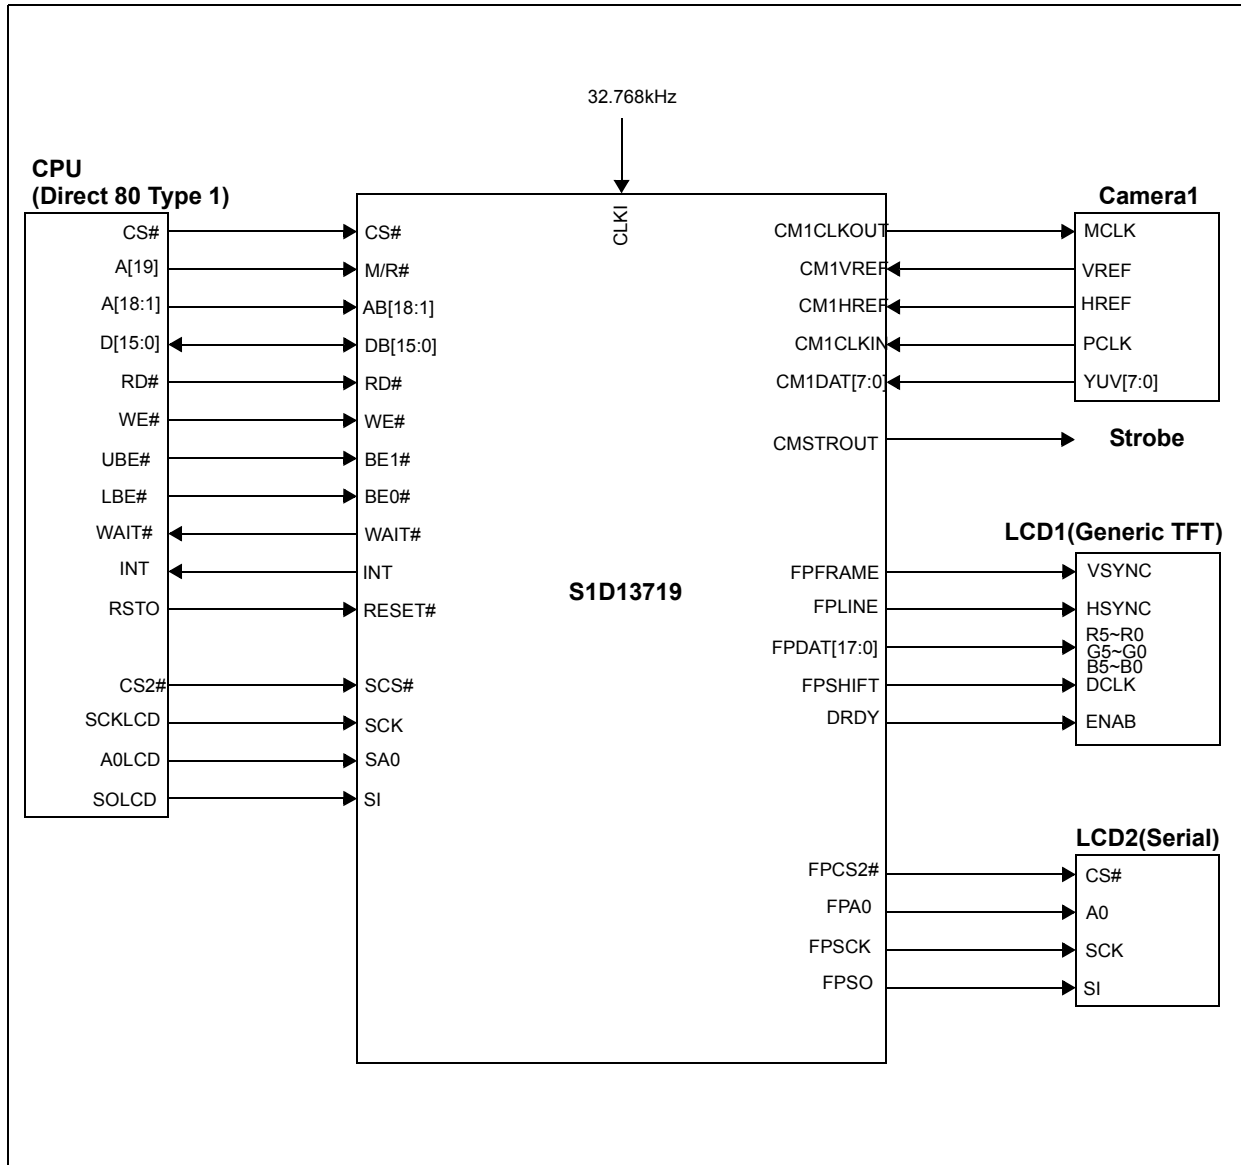 32.768kHz
CLKI
CPU
(Direct 80 Type 1)
CS#
A[19]
A[18:1]
D[15:0]
RD#
WE#
UBE#
LBE#
WAIT#
INT
RSTO
CS2#
SCKLCD
A0LCD
SOLCD
CS#
M/R#
AB[18:1]
DB[15:0]
RD#
WE#
BE1#
BE0#
WAIT#
INT
RESET#
SCS#
SCK
SA0
SI
S1D13719
CM1CLKOUT
CM1VREF
CM1HREF
CM1CLKIN
CM1DAT[7:0]
CMSTROUT
FPFRAME
FPLINE
FPDAT[17:0]
FPSHIFT
DRDY
FPCS2#
FPA0
FPSCK
FPSO
Camera1
MCLK
VREF
HREF
PCLK
YUV[7:0]
Strobe
LCD1(Generic TFT)
VSYNC
HSYNC
R5~R0
G5~G0
B5~B0
DCLK
ENAB
LCD2(Serial)
CS#
A0
SCK
SI